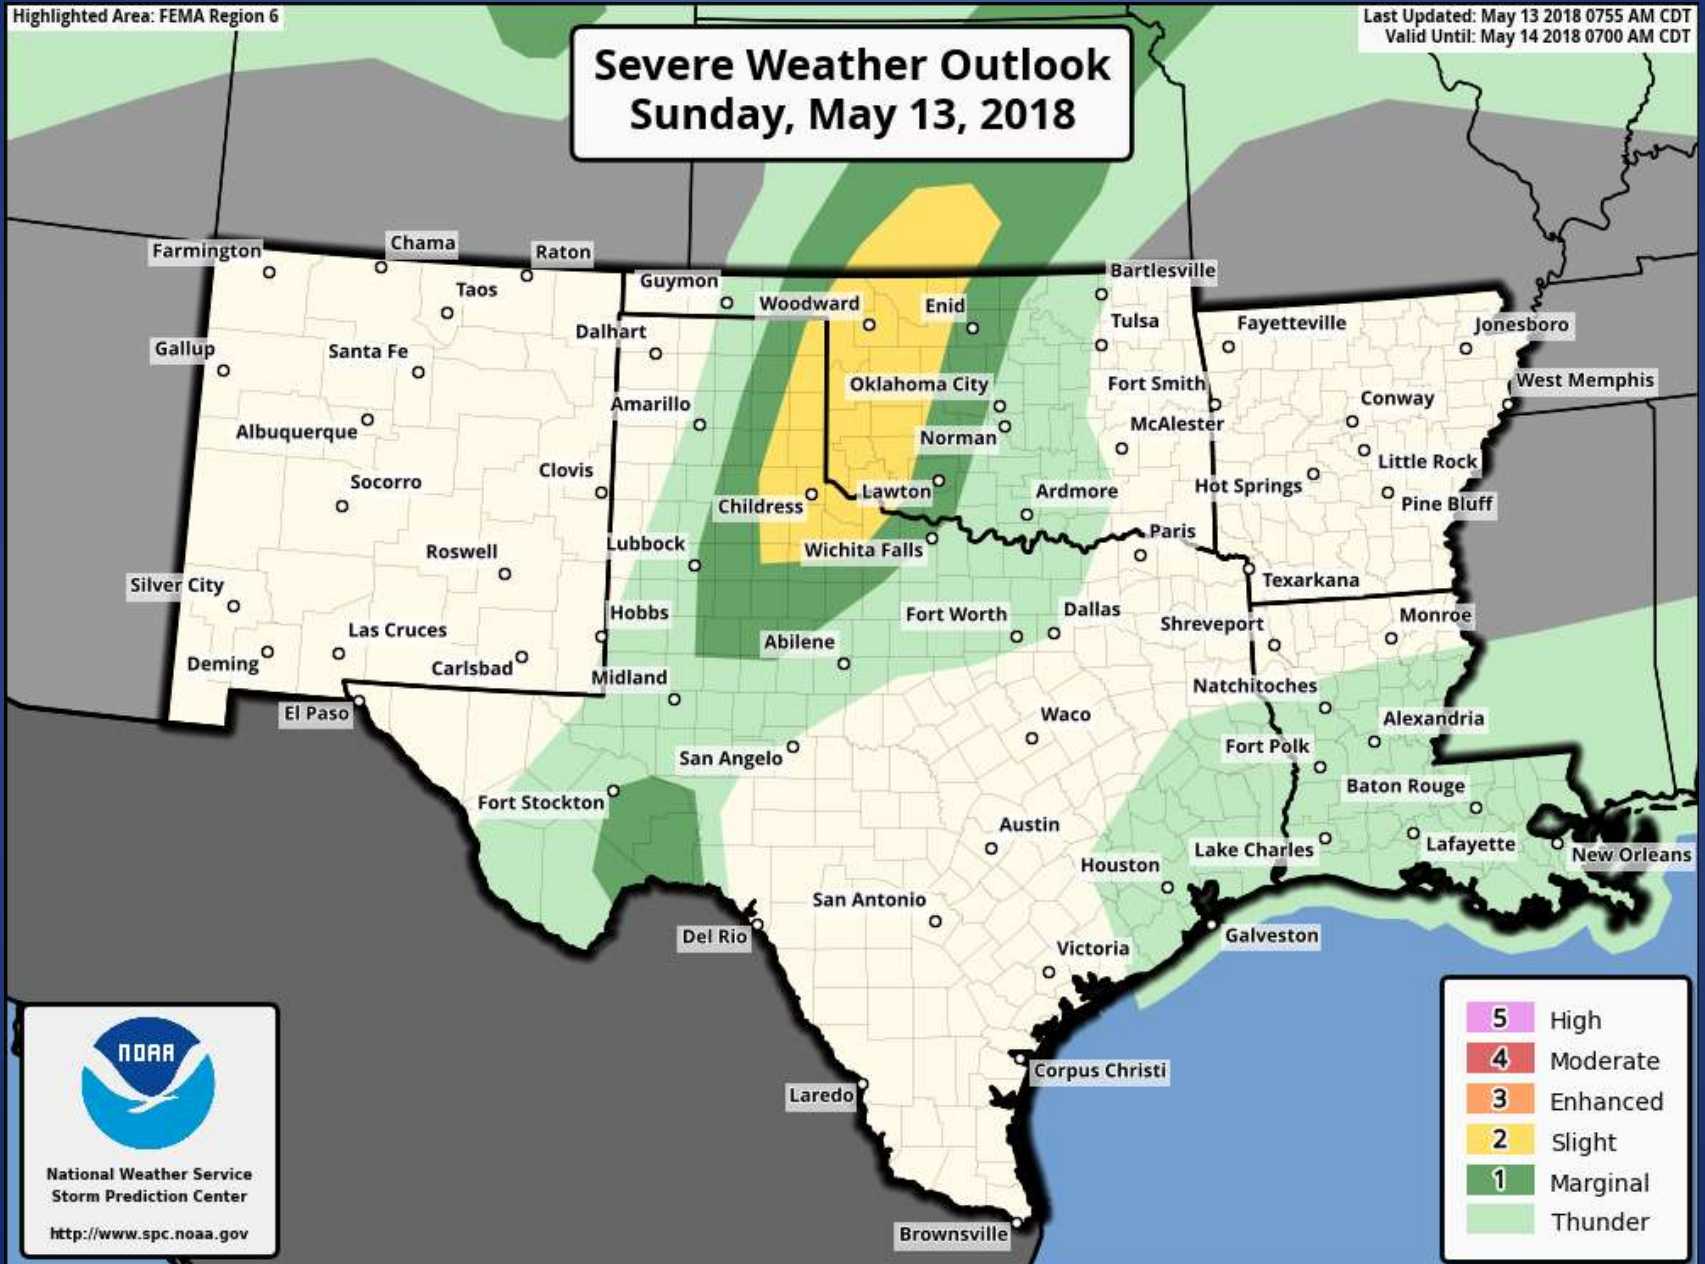 Highlighted Area: FEMA Region 6
Last Updated: May 13 2018 0755 AM CDT
Valid Until: May 14 2018 0700 AM CDT
Severe Weather Outlook
Sunday, May 13, 2018
Farmington
Chama
Raton
Taos
Guymon
Woodward
Enid
Bartlesville
Gallup
Santa Fe
Dalhart
Tulsa
Fayetteville
Jonesboro
Albuquerque
Amarillo
Oklahoma City
Fort Smith
Conway
West Memphis
Norman
McAlester
Socorro
Clovis
Childress
Lawton
Ardmore
Hot Springs
Little Rock
Pine Bluff
Roswell
Lubbock
Wichita Falls
Paris
Silver City
Texarkana
Las Cruces
Hobbs
Abilene
Fort Worth
Dallas
Shreveport
Monroe
Deming
Carlsbad
Midland
Natchitoches
El Paso
Waco
Alexandria
San Angelo
Fort Polk
Fort Stockton
Baton Rouge
Austin
Houston
Lake Charles
Lafayette
New Orleans
San Antonio
Del Rio
Victoria
Galveston
Laredo
Corpus Christi
Brownsville
NOAA
National Weather Service
Storm Prediction Center
http://www.spc.noaa.gov
5 High
4 Moderate
3 Enhanced
2 Slight
1 Marginal
Thunder